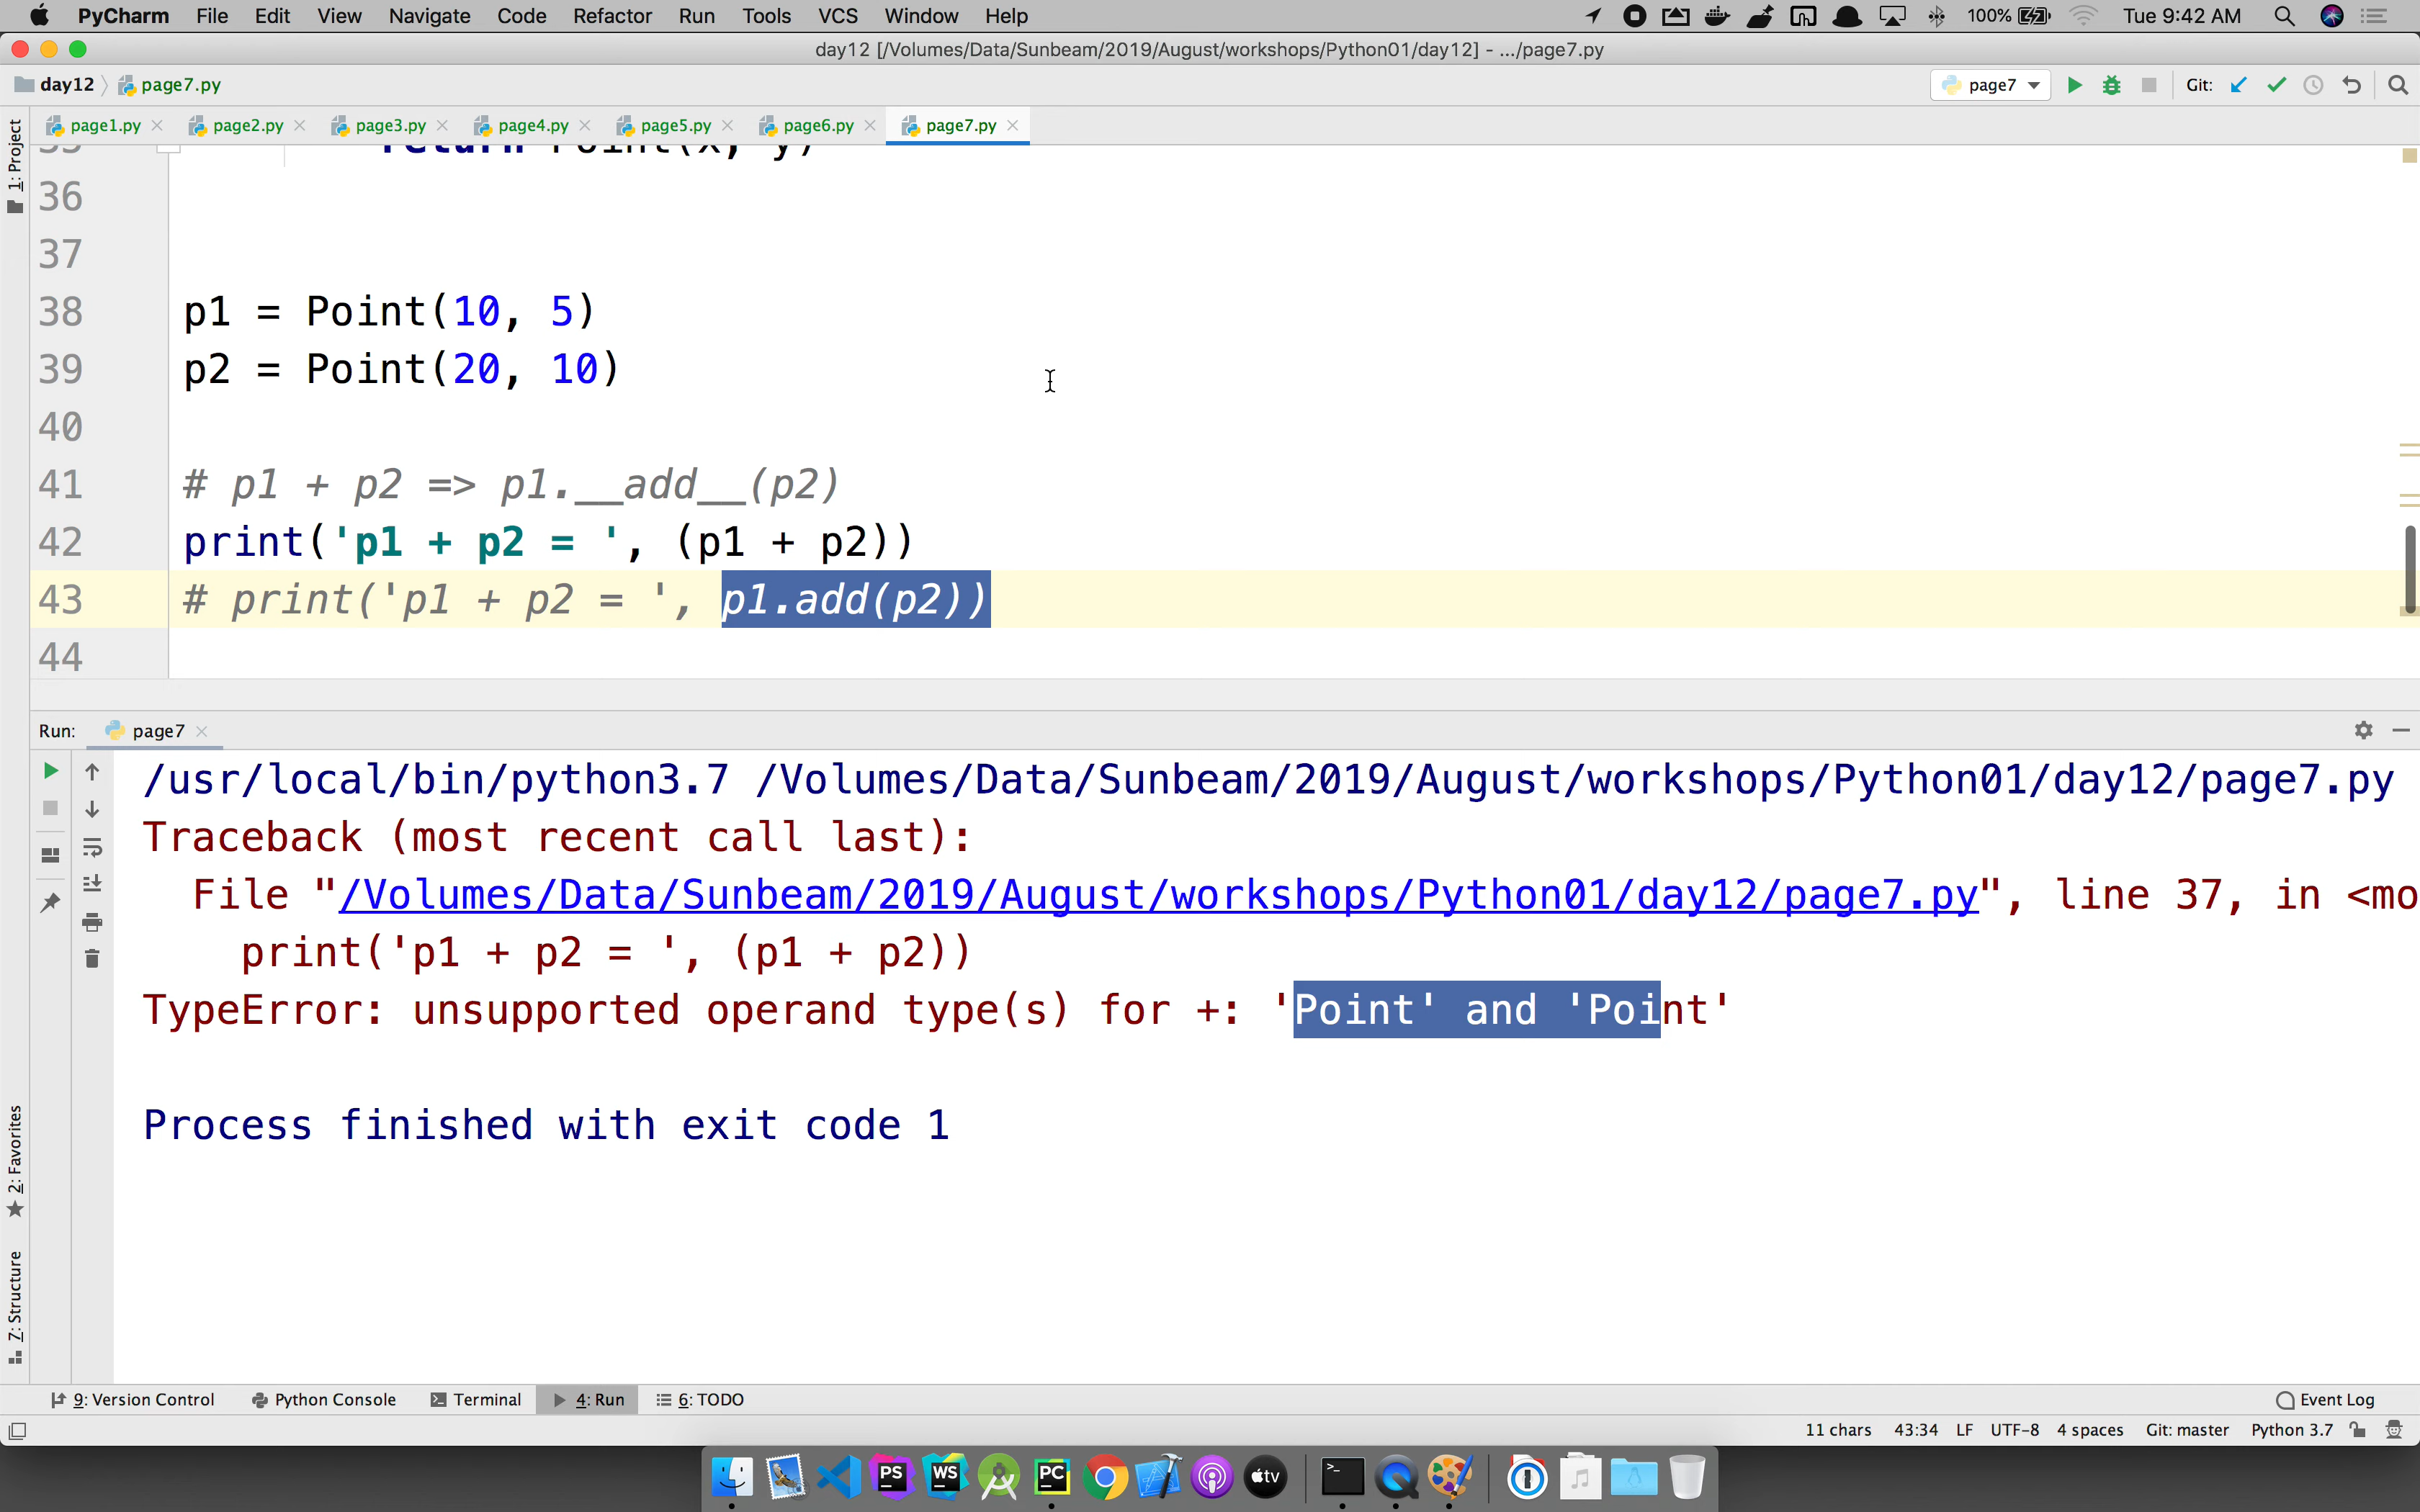 PyCharm File Edit View Navigate Code Refactor Run Tools VCS Window Help 100% Tue 9:42 AM
day12 [/Volumes/Data/Sunbeam/2019/August/workshops/Python01/day12] - .../page7.py
day12 page7.py page7 Git:
page1.py page2.py page3.py page4.py page5.py page6.py page7.py
1: Project
35 return Point(x, y)
36
37
38 p1 = Point(10, 5)
39 p2 = Point(20, 10)
40
41 # p1 + p2 => p1.__add__(p2)
42 print('p1 + p2 = ', (p1 + p2))
43 # print('p1 + p2 = ', p1.add(p2))
44
Run: page7
/usr/local/bin/python3.7 /Volumes/Data/Sunbeam/2019/August/workshops/Python01/day12/page7.py
Traceback (most recent call last):
File "/Volumes/Data/Sunbeam/2019/August/workshops/Python01/day12/page7.py", line 37, in <mo
print('p1 + p2 = ', (p1 + p2))
TypeError: unsupported operand type(s) for +: 'Point' and 'Point'
Process finished with exit code 1
2: Favorites
7: Structure
9: Version Control Python Console Terminal 4: Run 6: TODO Event Log
11 chars 43:34 LF UTF-8 4 spaces Git: master Python 3.7
PS WS PC tv